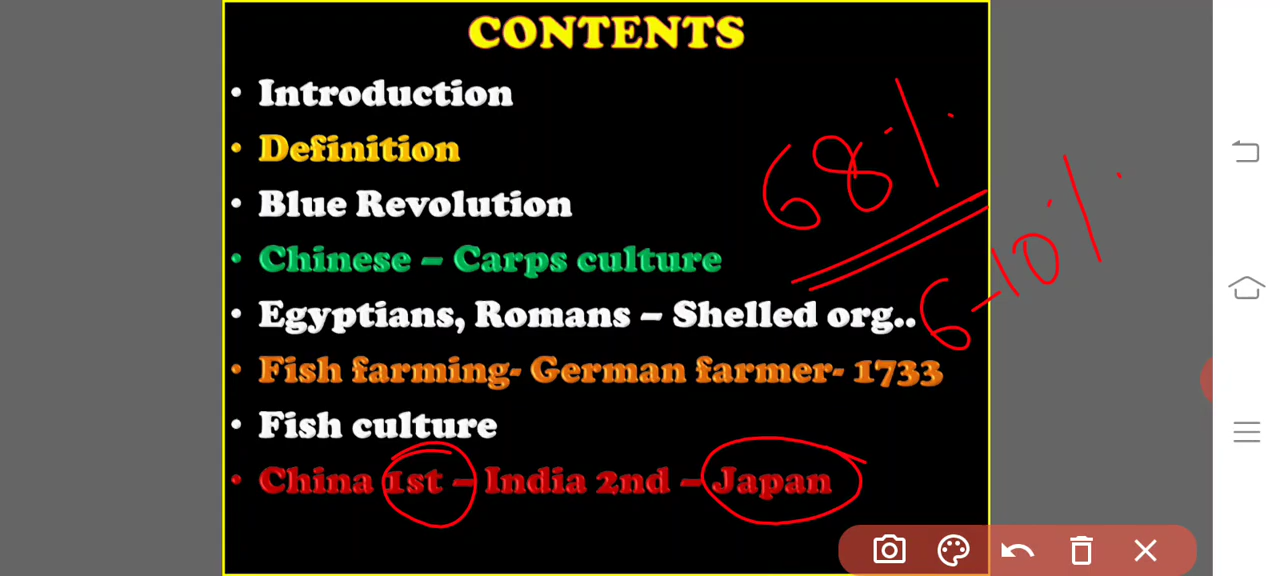 CONTENTS
• Introduction
• Definition
• Blue Revolution
• Chinese – Carps culture
• Egyptians, Romans – Shelled org..
• Fish farming- German farmer- 1733
• Fish culture
• China 1st – India 2nd – Japan
68%
6-10%